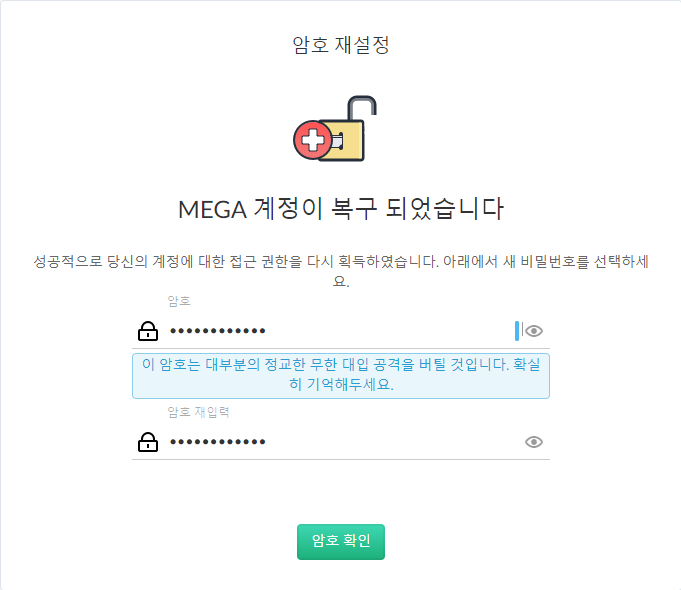 암호 재설정
MEGA 계정이 복구 되었습니다
성공적으로 당신의 계정에 대한 접근 권한을 다시 획득하였습니다. 아래에서 새 비밀번호를 선택하세
요.
암호
••••••••••••
이 암호는 대부분의 정교한 무한 대입 공격을 버틸 것입니다. 확실
히 기억해두세요.
암호 재입력
••••••••••••
암호 확인